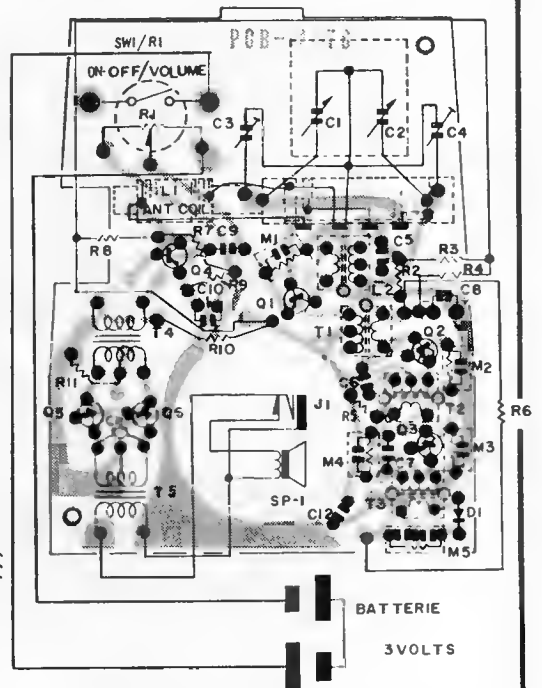 SW1/R1
ON-OFF/VOLUME
R1
C3
C1
C2
C4
L1
ANT COIL
R8
R7
C9
M1
C5
R3
R2
R4
Q4
R9
C10
Q1
L2
C8
T4
R10
T1
Q2
R11
M2
C6
R5
T2
R6
Q5
Q6
J1
Q3
M4
C7
M3
T5
SP-1
T3
C12
D1
M5
BATTERIE
3VOLTS